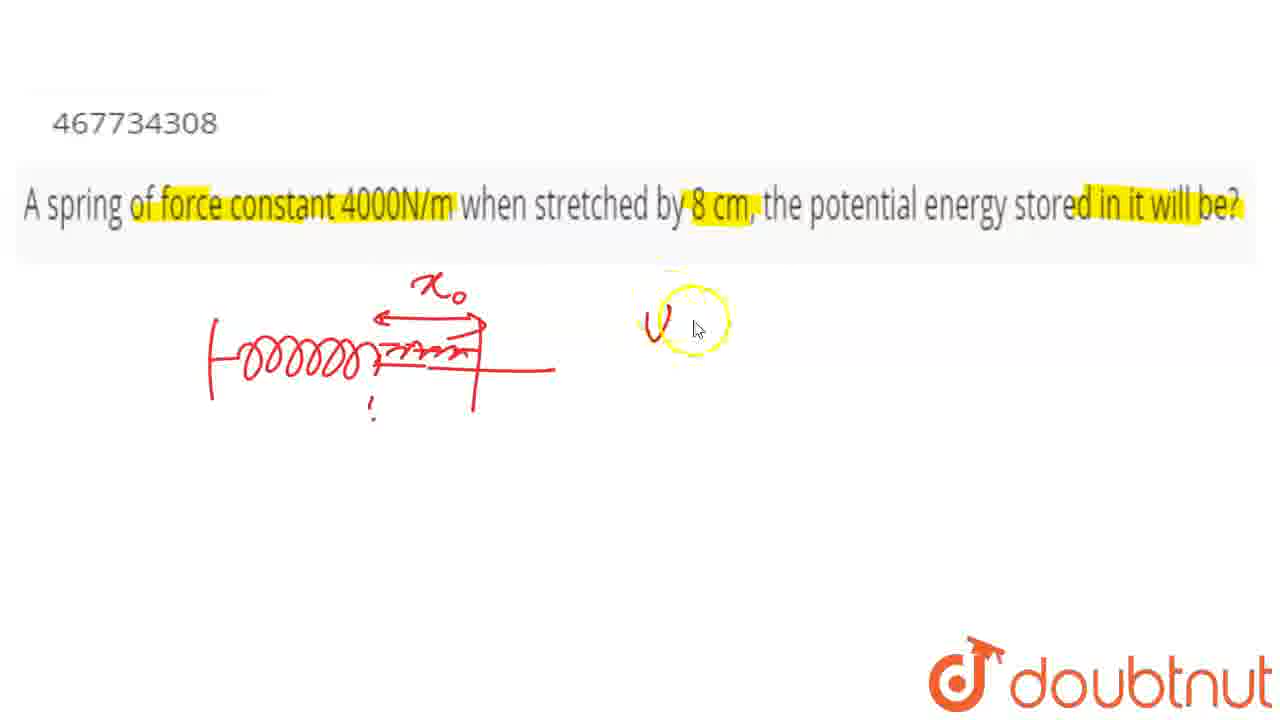 467734308
A spring of force constant 4000N/m when stretched by 8 cm, the potential energy stored in it will be?
x₀
U
doubtnut